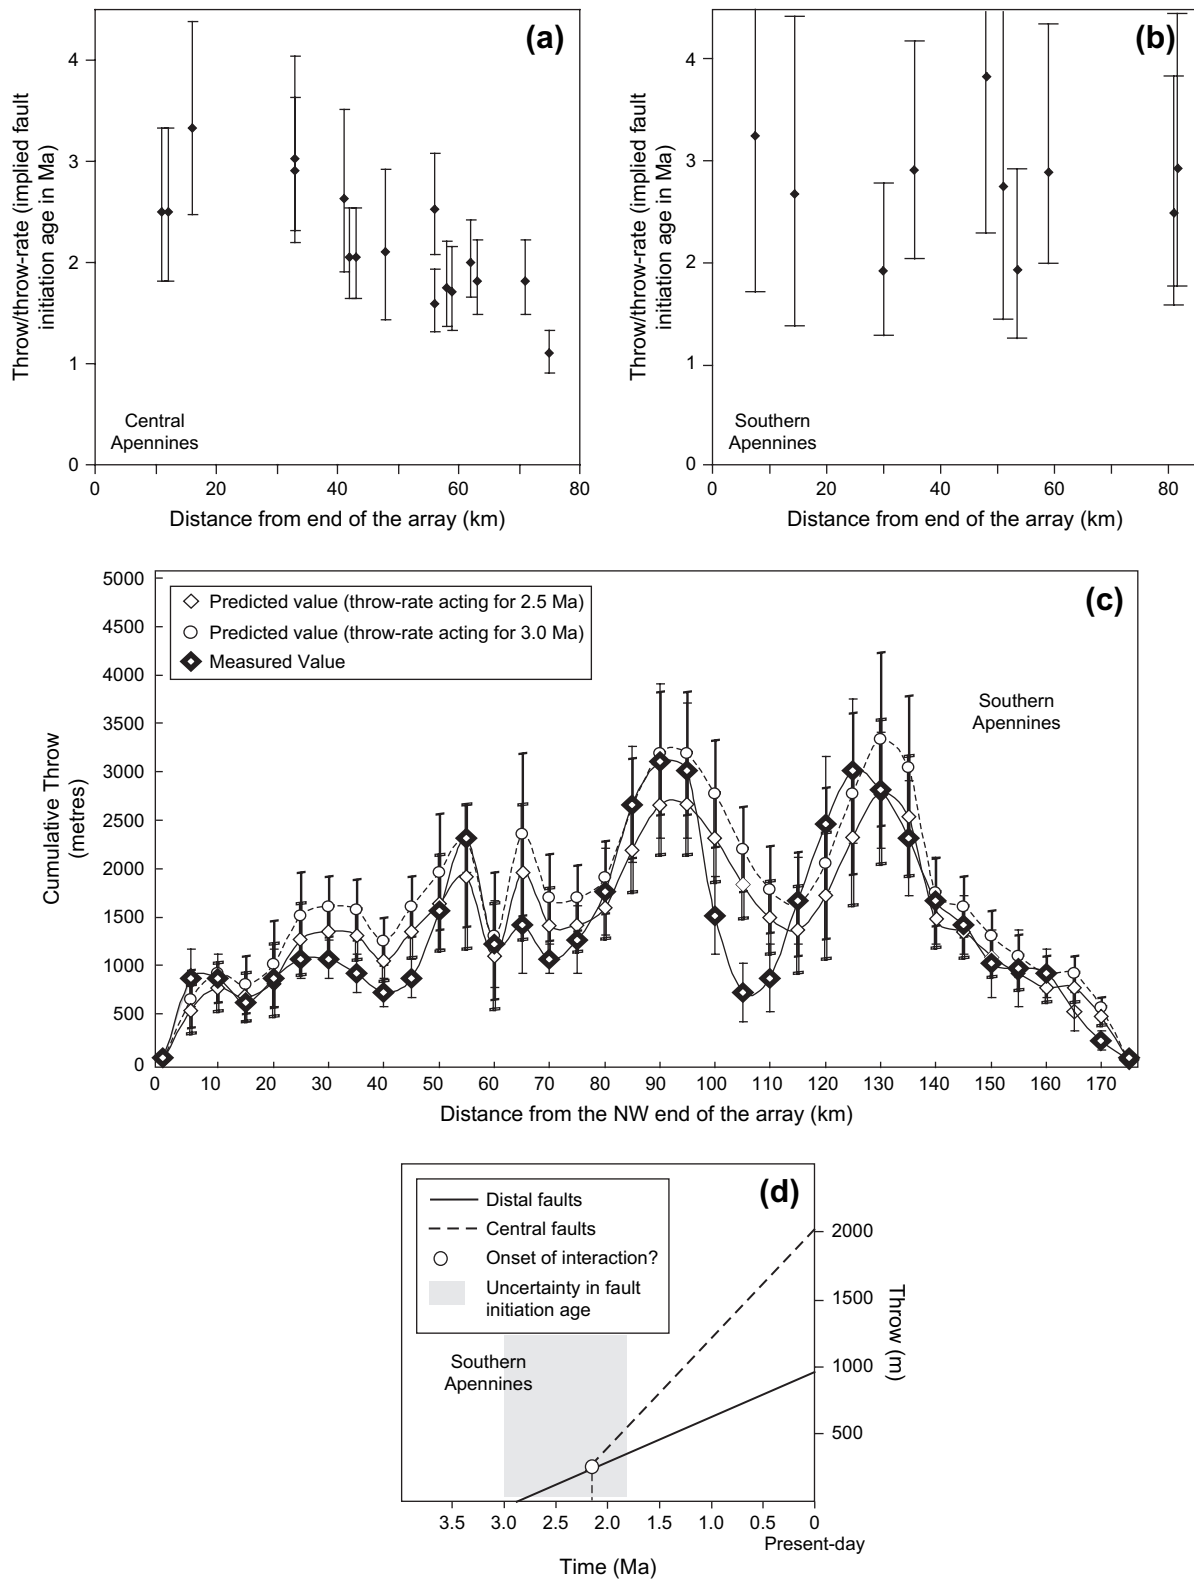 (a)
Throw/throw-rate (implied fault
initiation age in Ma)
4
3
2
1
0
Central
Apennines
0 20 40 60 80
Distance from end of the array (km)
(b)
Throw/throw-rate (implied fault
initiation age in Ma)
4
3
2
1
0
Southern
Apennines
0 20 40 60 80
Distance from end of the array (km)
(c)
Cumulative Throw
(metres)
5000
4500
4000
3500
3000
2500
2000
1500
1000
500
0
Predicted value (throw-rate acting for 2.5 Ma)
Predicted value (throw-rate acting for 3.0 Ma)
Measured Value
Southern
Apennines
0 10 20 30 40 50 60 70 80 90 100 110 120 130 140 150 160 170
Distance from the NW end of the array (km)
(d)
Distal faults
Central faults
Onset of interaction?
Uncertainty in fault
initiation age
Southern
Apennines
2000
1500
1000
500
Throw (m)
3.5 3.0 2.5 2.0 1.5 1.0 0.5 0
Present-day
Time (Ma)